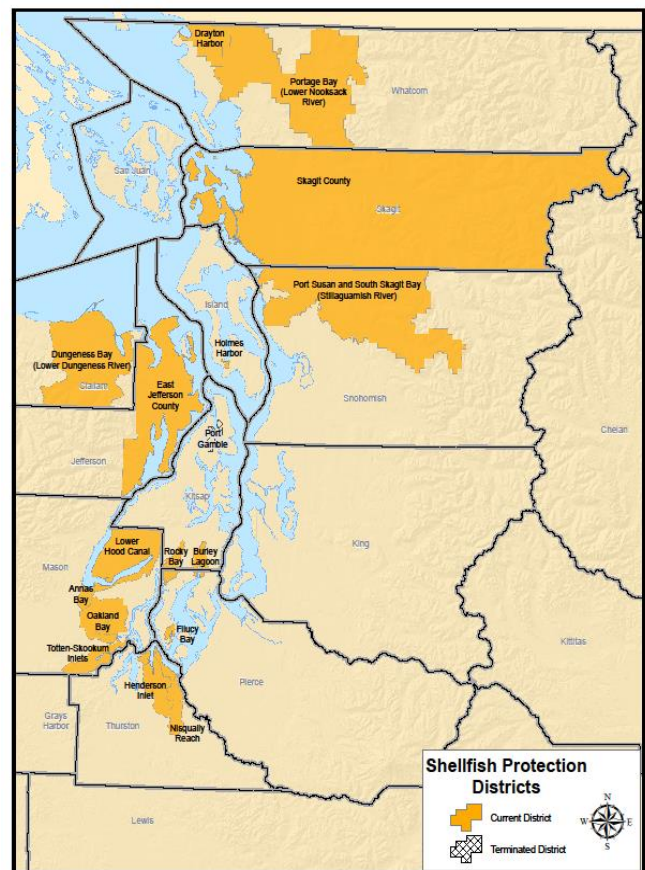 Drayton
Harbor
Portage Bay
(Lower Nooksack
River)
Whatcom
San Juan
Skagit County
Skagit
Port Susan and South Skagit Bay
(Stillaguamish River)
Island
Holmes
Harbor
Dungeness Bay
(Lower Dungeness River)
Clallam
East
Jefferson
County
Snohomish
Chelan
Port
Gamble
Jefferson
Kitsap
Lower
Hood Canal
Rocky
Bay
Burley
Lagoon
King
Mason
Annas
Bay
Oakland
Bay
Filucy
Bay
Totten-Skookum
Inlets
Kittitas
Henderson
Inlet
Pierce
Grays
Harbor
Thurston
Nisqually
Reach
Lewis
Shellfish Protection
Districts
Current District
Terminated District
N
W
E
S